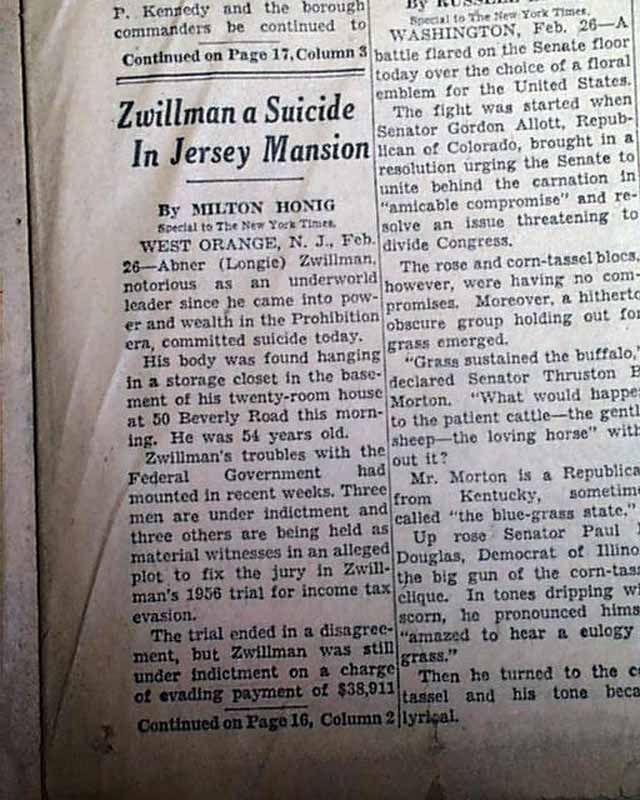 P. Kennedy and the borough
commanders be continued to
Continued on Page 17, Column 3
Zwillman a Suicide
In Jersey Mansion
By MILTON HONIG
Special to The New York Times.
WEST ORANGE, N. J., Feb.
26—Abner (Longie) Zwillman,
notorious as an underworld
leader since he came into pow-
er and wealth in the Prohibition
era, committed suicide today.
His body was found hanging
in a storage closet in the base-
ment of his twenty-room house
at 50 Beverly Road this morn-
ing. He was 54 years old.
Zwillman's troubles with the
Federal Government had
mounted in recent weeks. Three
men are under indictment and
three others are being held as
material witnesses in an alleged
plot to fix the jury in Zwill-
man's 1956 trial for income tax
evasion.
The trial ended in a disagree-
ment, but Zwillman was still
under indictment on a charge
of evading payment of $38,911
Continued on Page 16, Column 2
By
Special to The New York Times.
WASHINGTON, Feb. 26—A
battle flared on the Senate floor
today over the choice of a floral
emblem for the United States.
The fight was started when
Senator Gordon Allott, Repub-
lican of Colorado, brought in a
resolution urging the Senate to
unite behind the carnation in
"amicable compromise" and re-
solve an issue threatening to
divide Congress.
The rose and corn-tassel blocs,
however, were having no com-
promises. Moreover, a hitherto
obscure group holding out for
grass emerged.
"Grass sustained the buffalo,"
declared Senator Thruston B
Morton. "What would happe
to the patient cattle—the gentl
sheep—the loving horse" with
out it?
Mr. Morton is a Republica
from Kentucky, sometim
called "the blue-grass state."
Up rose Senator Paul
Douglas, Democrat of Illino
the big gun of the corn-tass
clique. In tones dripping wi
scorn, he pronounced hims
"amazed to hear a eulogy
grass."
Then he turned to the co
tassel and his tone beca
lyrical.